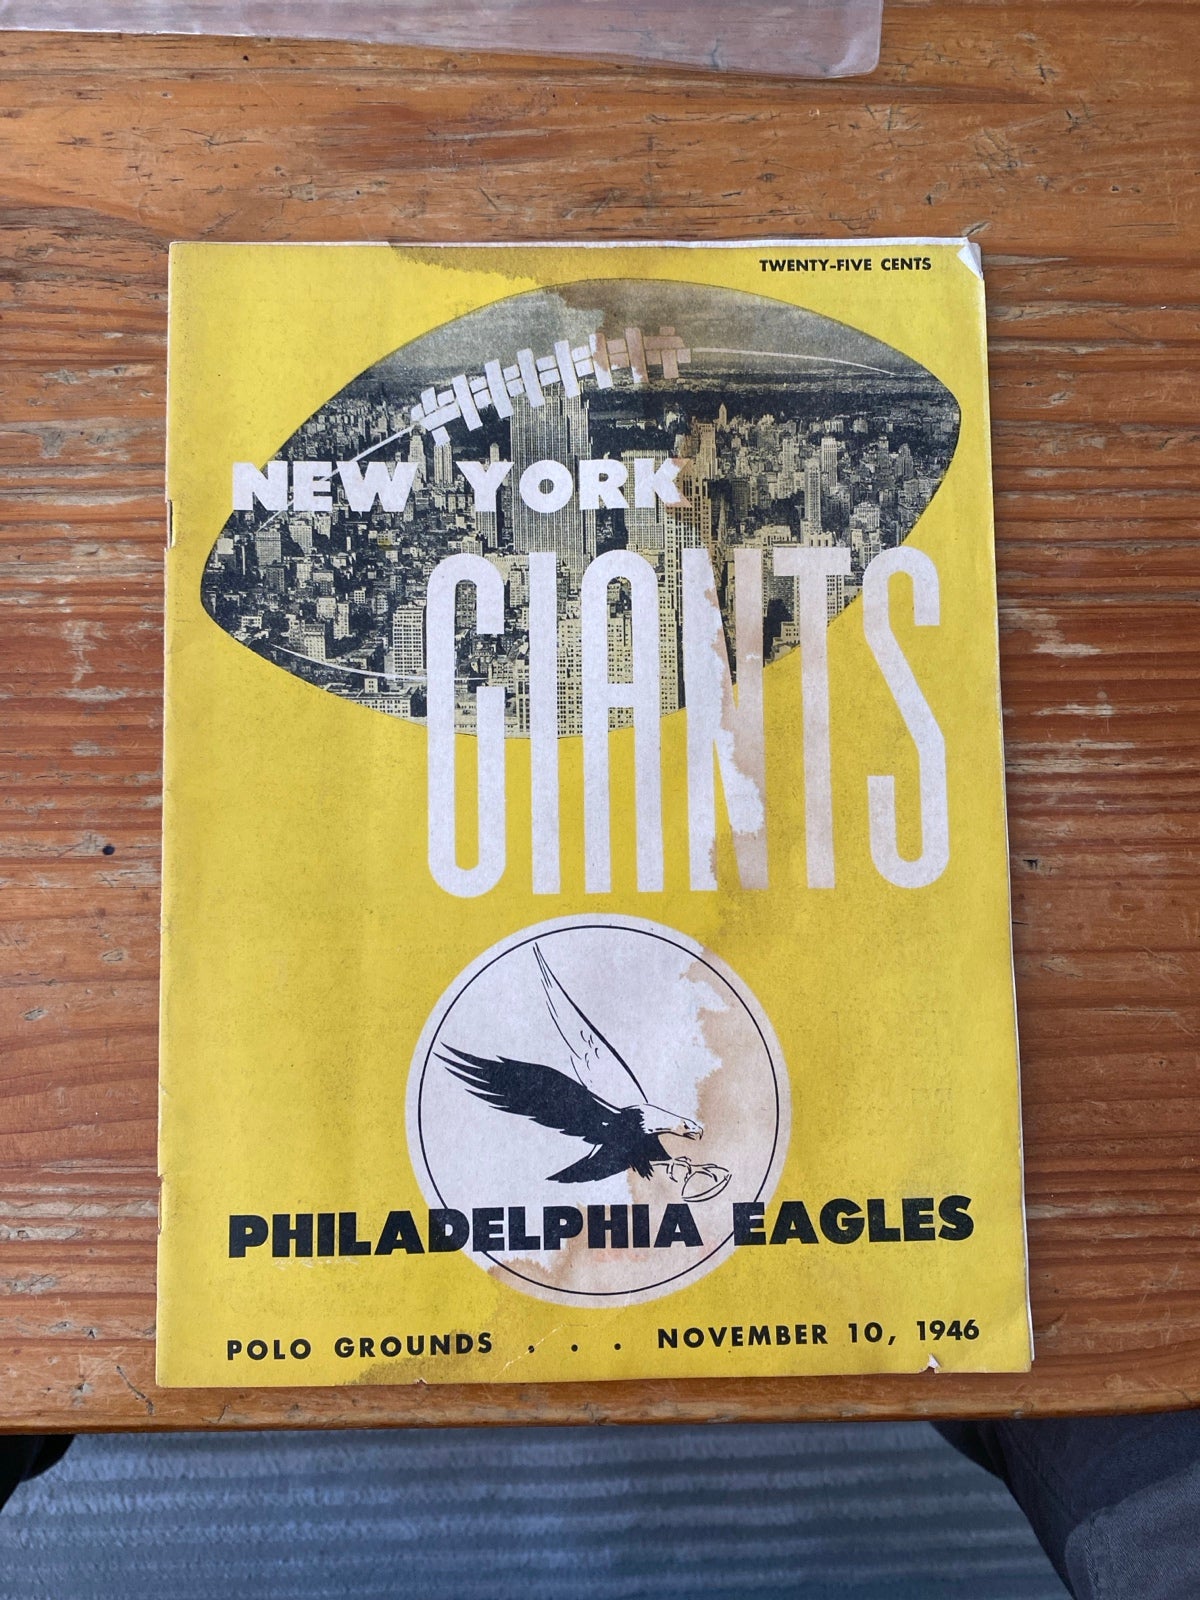 TWENTY-FIVE CENTS
NEW YORK
GIANTS
PHILADELPHIA EAGLES
POLO GROUNDS . . . NOVEMBER 10, 1946